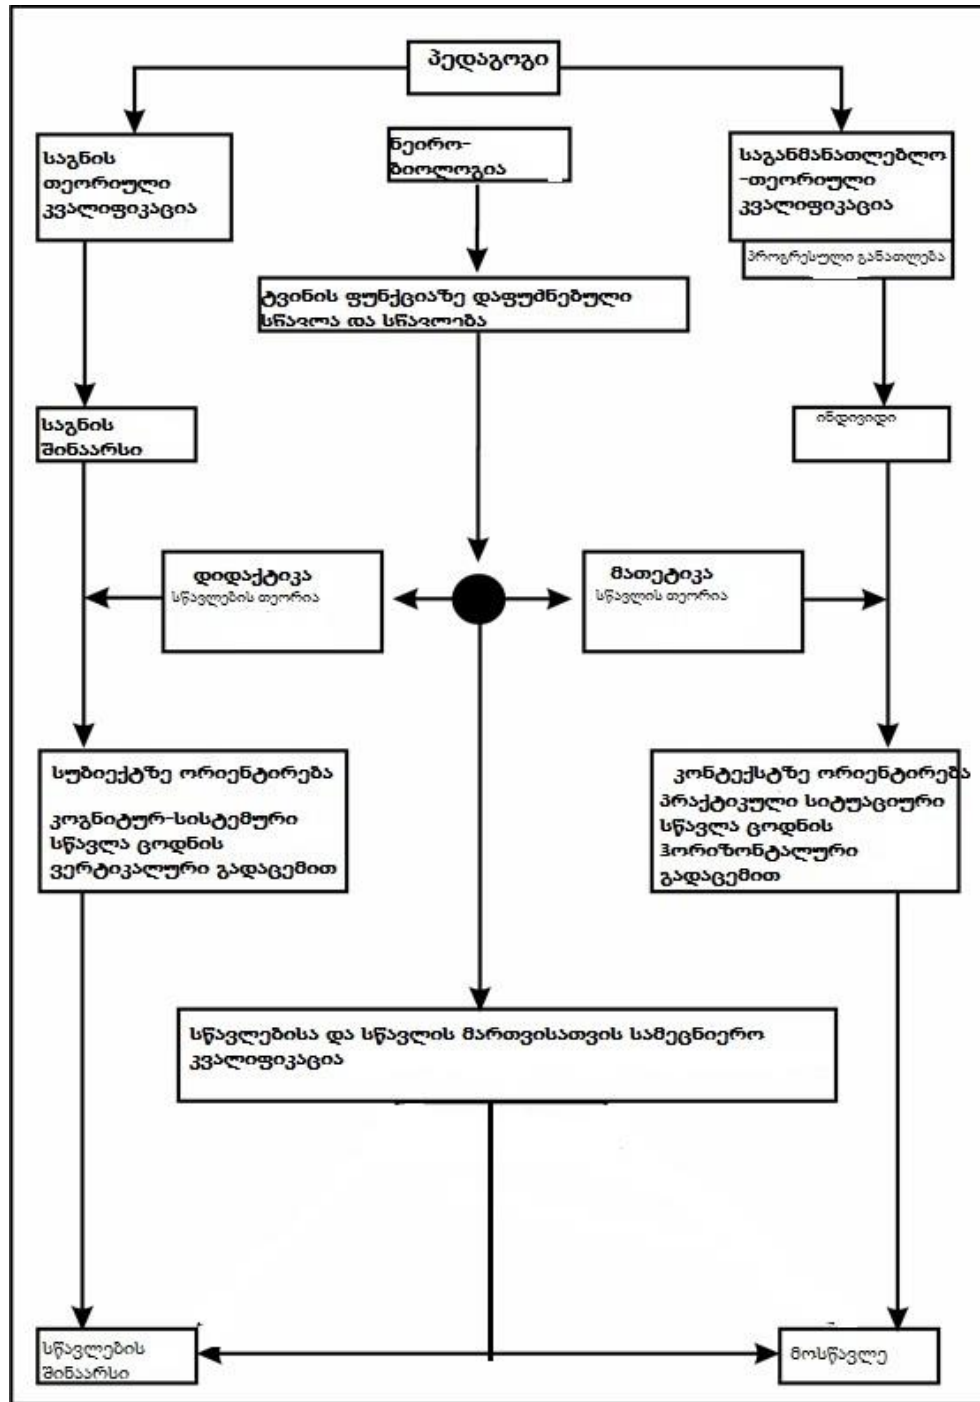 პედაგოგი
საგნის
თეორიული
კვალიფიკაცია
ნეირო-
ბიოლოგია
საგანმანათლებლო
-თეორიული
კვალიფიკაცია
პროგრესული განათლება
ტვინის ფუნქციაზე დაფუძნებული
სწავლა და სწავლება
საგნის
შინაარსი
ინდივიდი
დიდაქტიკა
სწავლების თეორია
მათეტიკა
სწავლის თეორია
სუბიექტზე ორიენტირება
კოგნიტურ-სისტემური
სწავლა ცოდნის
ვერტიკალური გადაცემით
კონტექსტზე ორიენტირება
პრაქტიკული სიტუაციური
სწავლა ცოდნის
ჰორიზონტალური
გადაცემით
სწავლებისა და სწავლის მართვისათვის სამეცნიერო
კვალიფიკაცია
სწავლების
შინაარსი
მოსწავლე